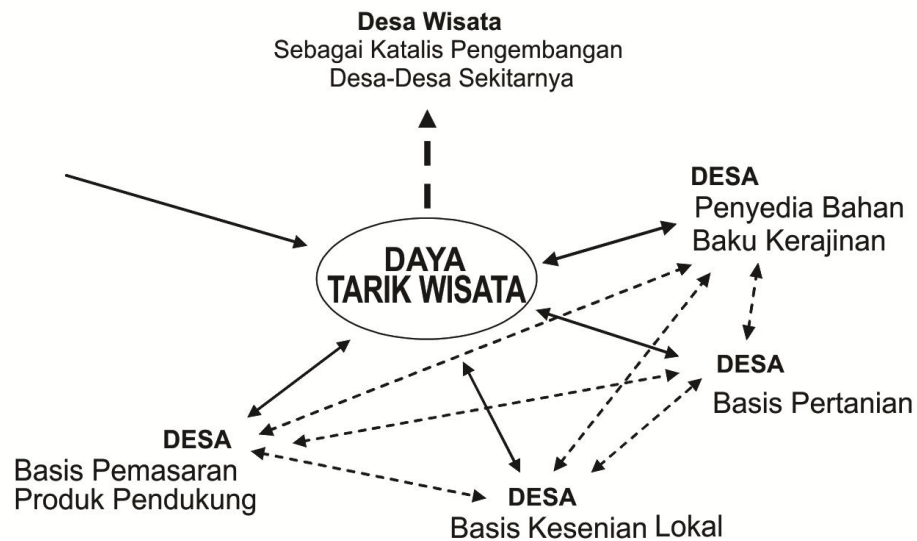 Desa Wisata
Sebagai Katalis Pengembangan
Desa-Desa Sekitarnya
DAYA
TARIK WISATA
DESA
Penyedia Bahan
Baku Kerajinan
DESA
Basis Pertanian
DESA
Basis Pemasaran
Produk Pendukung
DESA
Basis Kesenian Lokal